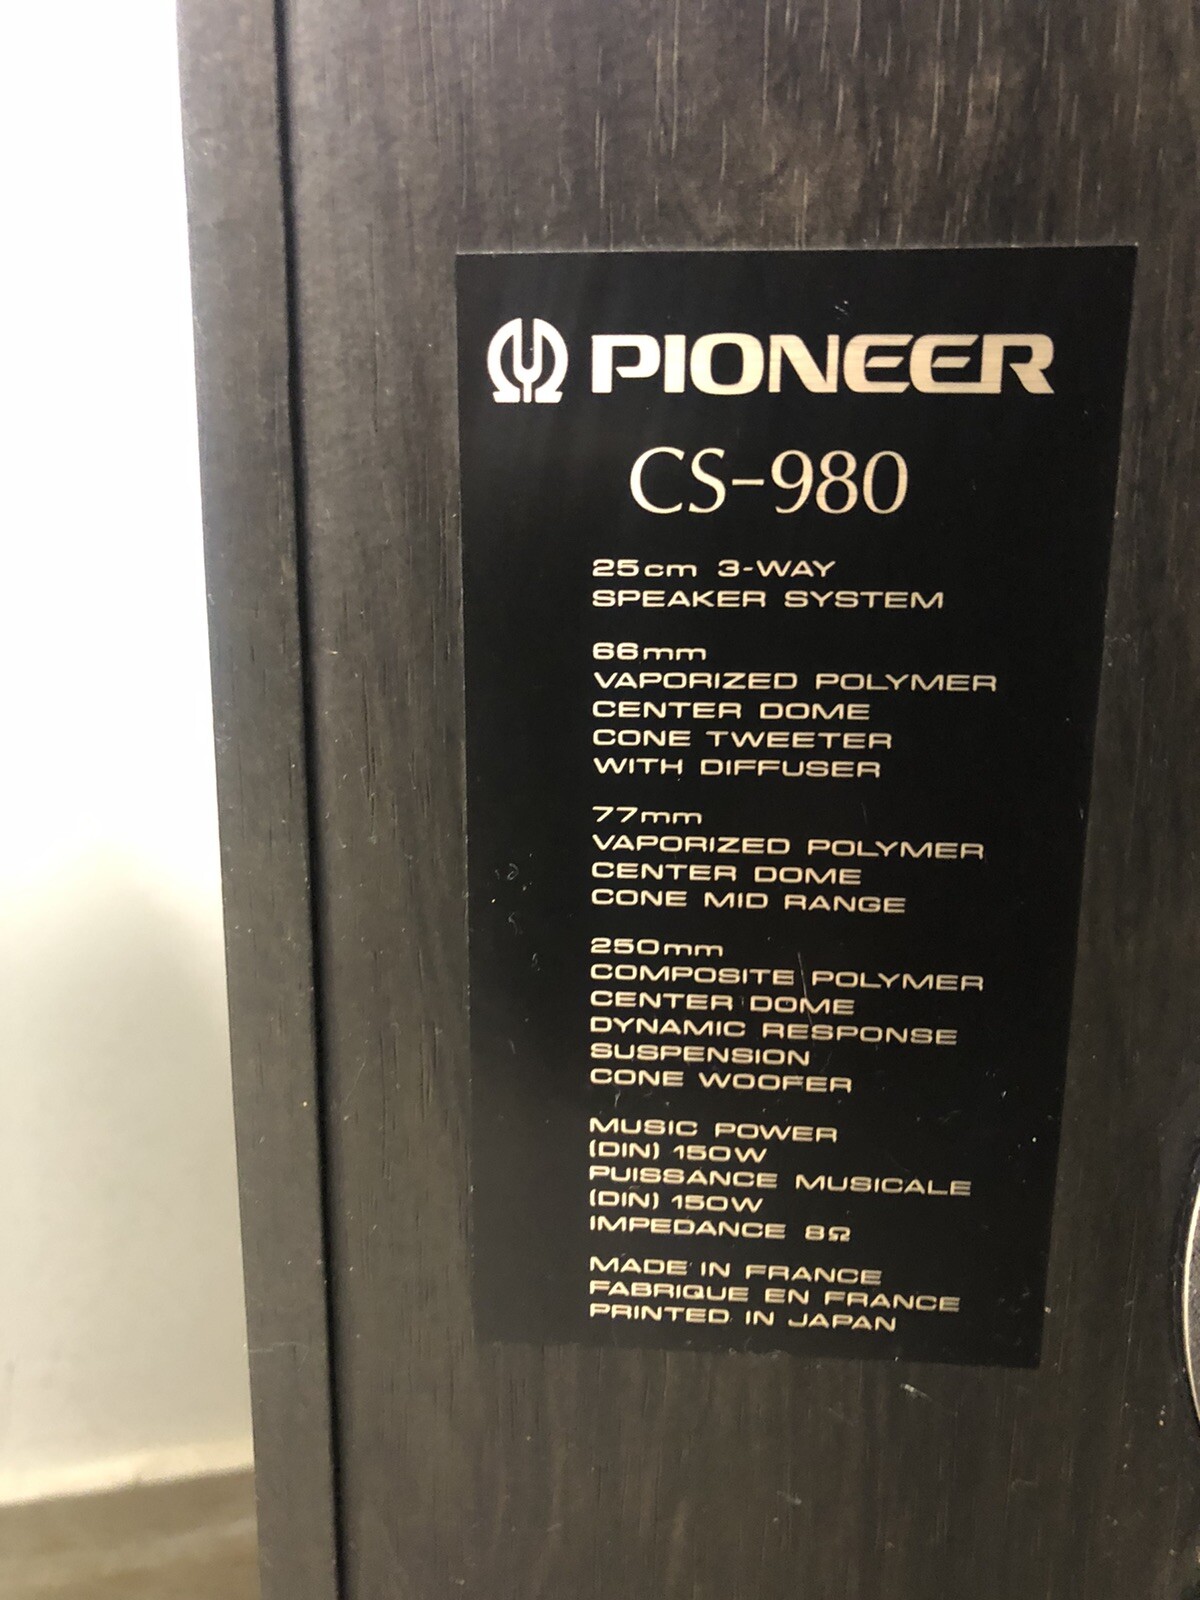 PIONEER
CS-980
25cm 3-WAY
SPEAKER SYSTEM
66mm
VAPORIZED POLYMER
CENTER DOME
CONE TWEETER
WITH DIFFUSER
77mm
VAPORIZED POLYMER
CENTER DOME
CONE MID RANGE
250mm
COMPOSITE POLYMER
CENTER DOME
DYNAMIC RESPONSE
SUSPENSION
CONE WOOFER
MUSIC POWER
(DIN) 150W
PUISSANCE MUSICALE
(DIN) 150W
IMPEDANCE 8Ω
MADE IN FRANCE
FABRIQUE EN FRANCE
PRINTED IN JAPAN